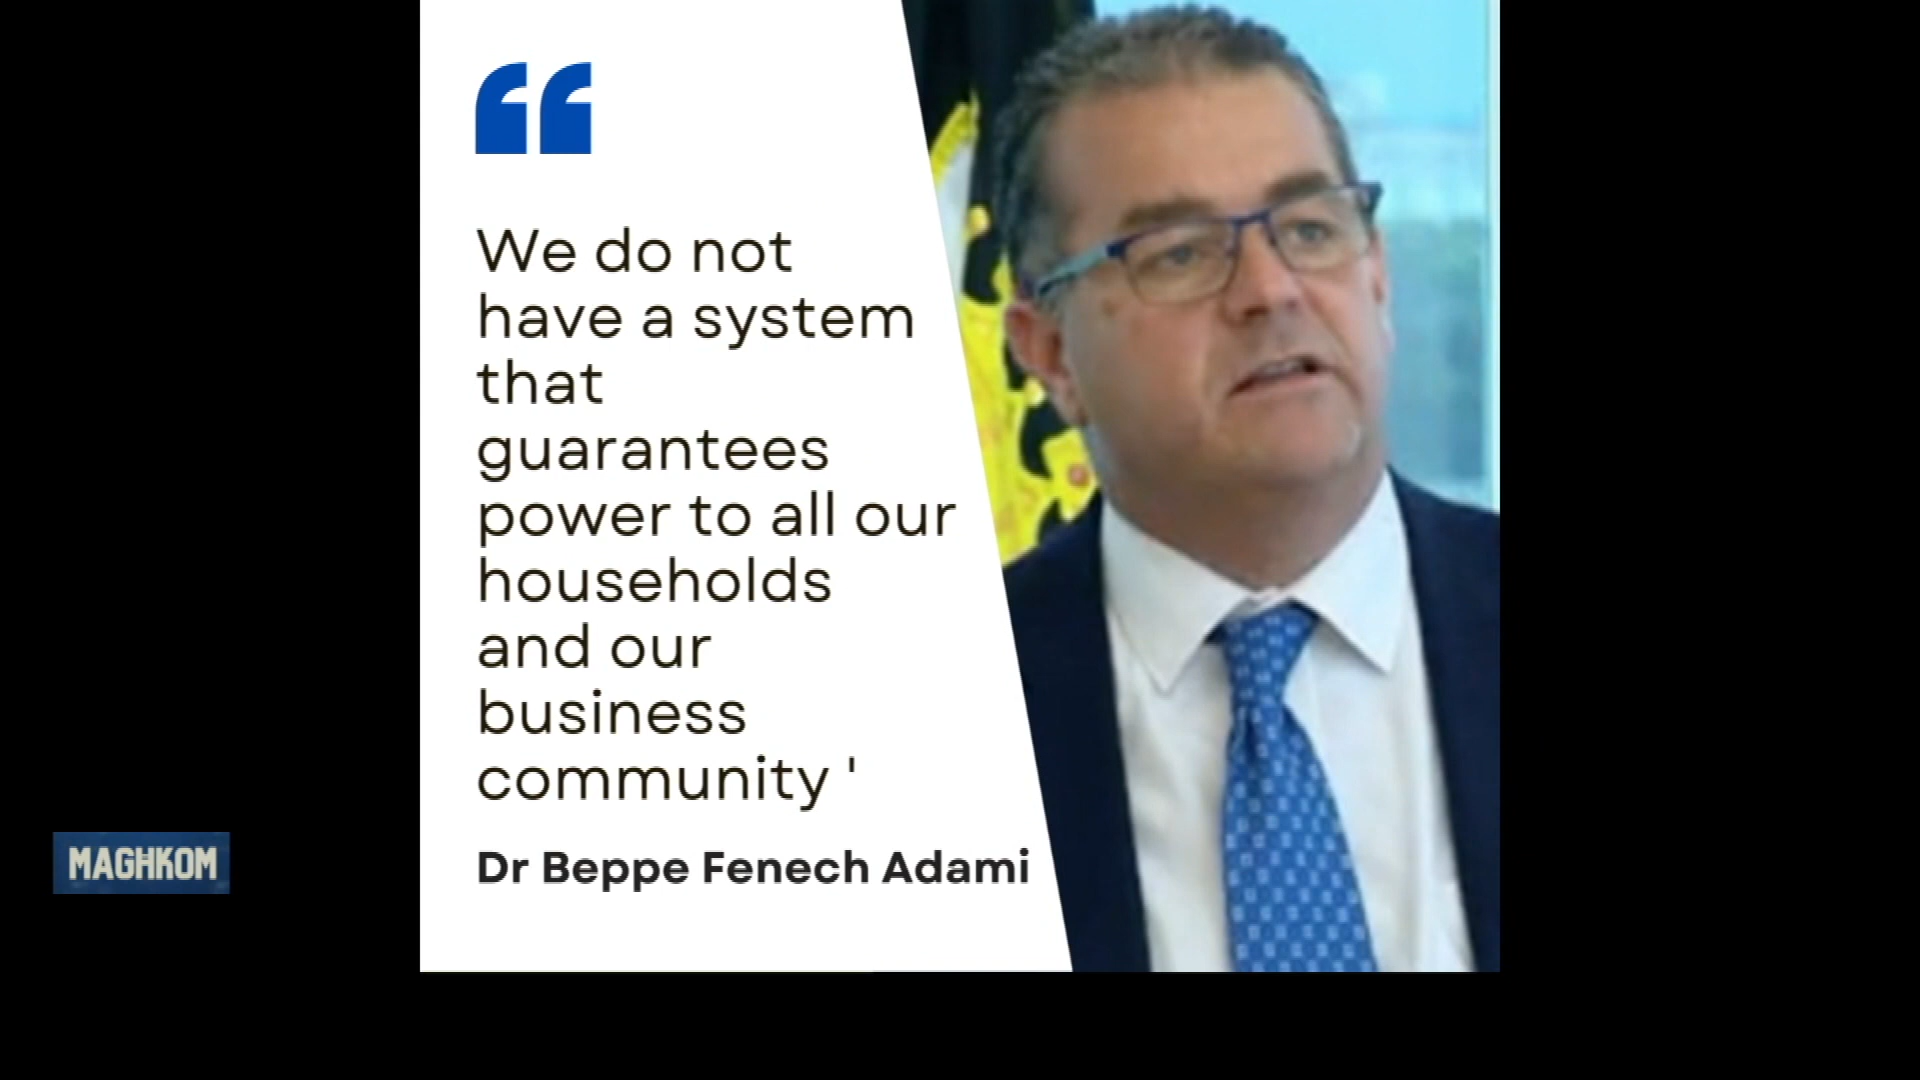 “
We do not
have a system
that
guarantees
power to all our
households
and our
business
community '
Dr Beppe Fenech Adami
MAGĦKOM